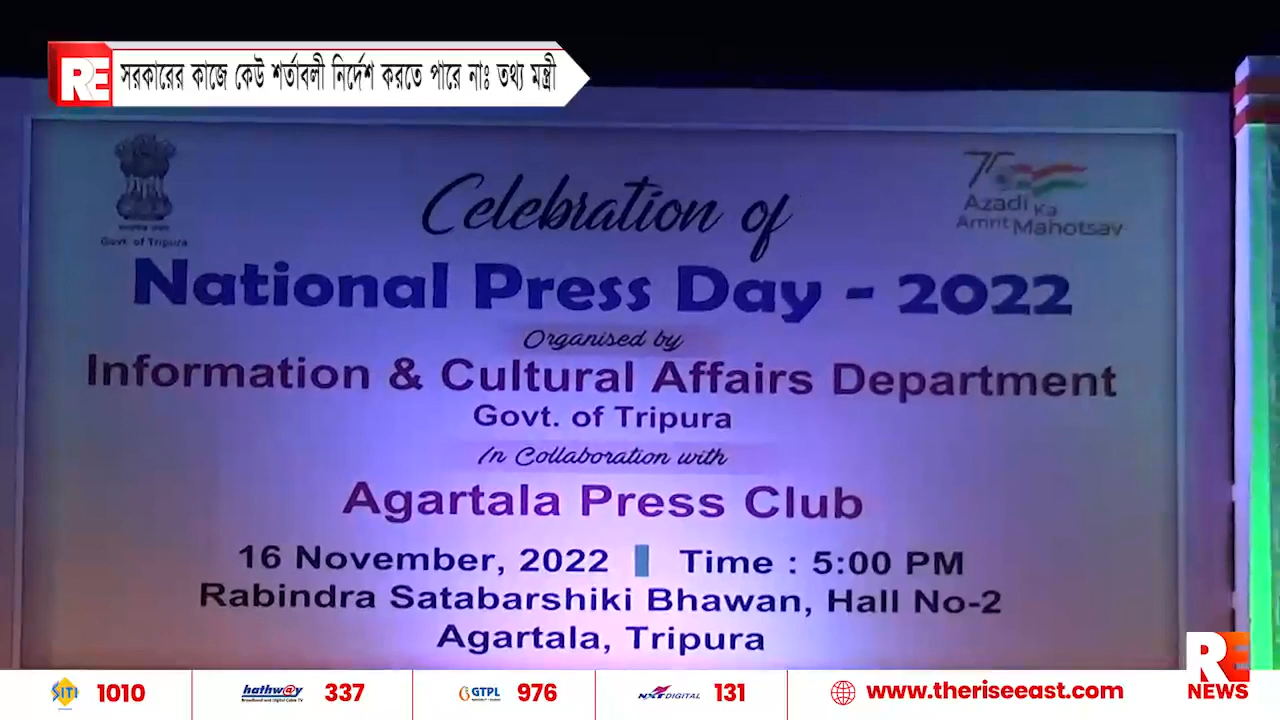 RE সরকারের কাজে কেউ শর্তাবলী নির্দেশ করতে পারে নাঃ তথ্য মন্ত্রী
Govt. of Tripura
75
Azadi Ka
Amrit Mahotsav
Celebration of
National Press Day - 2022
Organised by
Information & Cultural Affairs Department
Govt. of Tripura
In Collaboration with
Agartala Press Club
16 November, 2022 | Time : 5:00 PM
Rabindra Satabarshiki Bhawan, Hall No-2
Agartala, Tripura
RE
NEWS
SITI 1010
hathw@y 337
GTPL 976
NXT DIGITAL 131
www.theriseeast.com